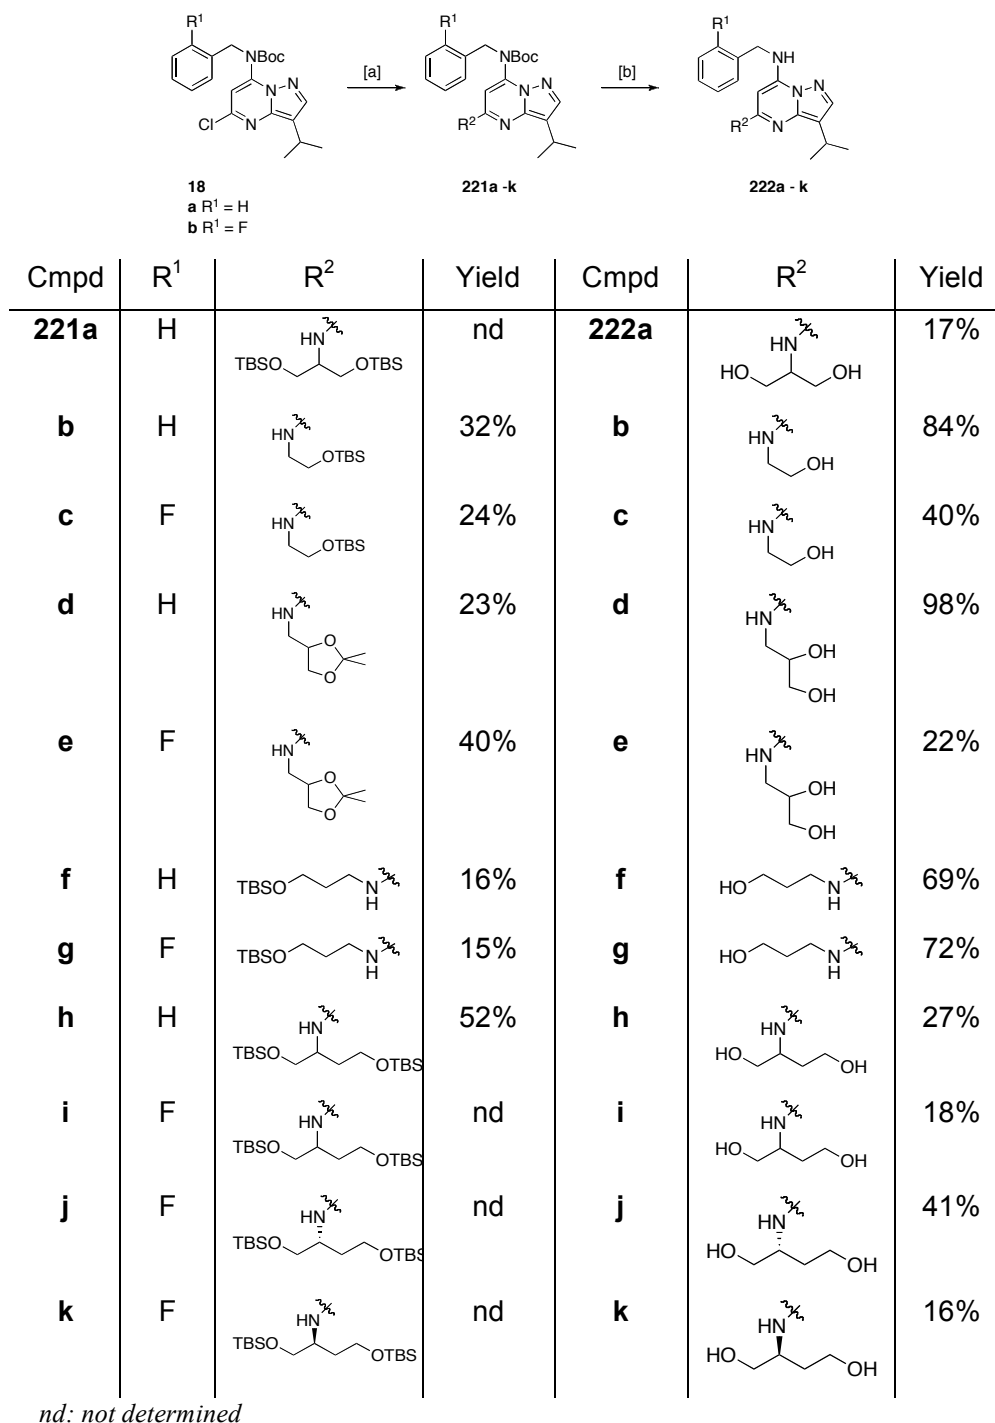 R¹ R¹ R¹
NBoc [a] NBoc [b] NH
N N N N N N
Cl N R² N R² N
18 221a -k 222a - k
a R¹ = H
b R¹ = F
Cmpd R¹ R² Yield Cmpd R² Yield
221a H HN TBSO OTBS nd 222a HN HO OH 17%
b H HN OTBS 32% b HN OH 84%
c F HN OTBS 24% c HN OH 40%
d H HN O O 23% d HN OH OH 98%
e F HN O O 40% e HN OH OH 22%
f H TBSO N H 16% f HO N H 69%
g F TBSO N H 15% g HO N H 72%
h H HN TBSO OTBS 52% h HN HO OH 27%
i F HN TBSO OTBS nd i HN HO OH 18%
j F HN TBSO OTBS nd j HN HO OH 41%
k F HN TBSO OTBS nd k HN HO OH 16%
nd: not determined